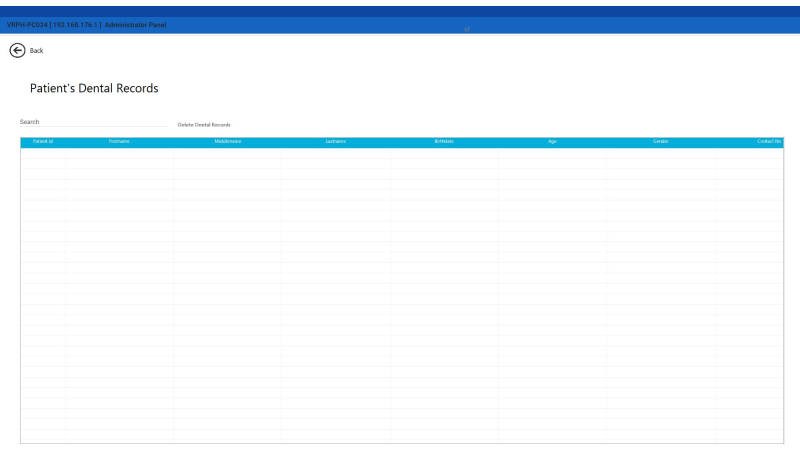 VRPH-PC024 | 192.168.176.1 | Administrator Panel
Back
Patient's Dental Records
Search
Delete Dental Records
Patient Id Firstname Middlename Lastname Birthdate Age Gender Contact No